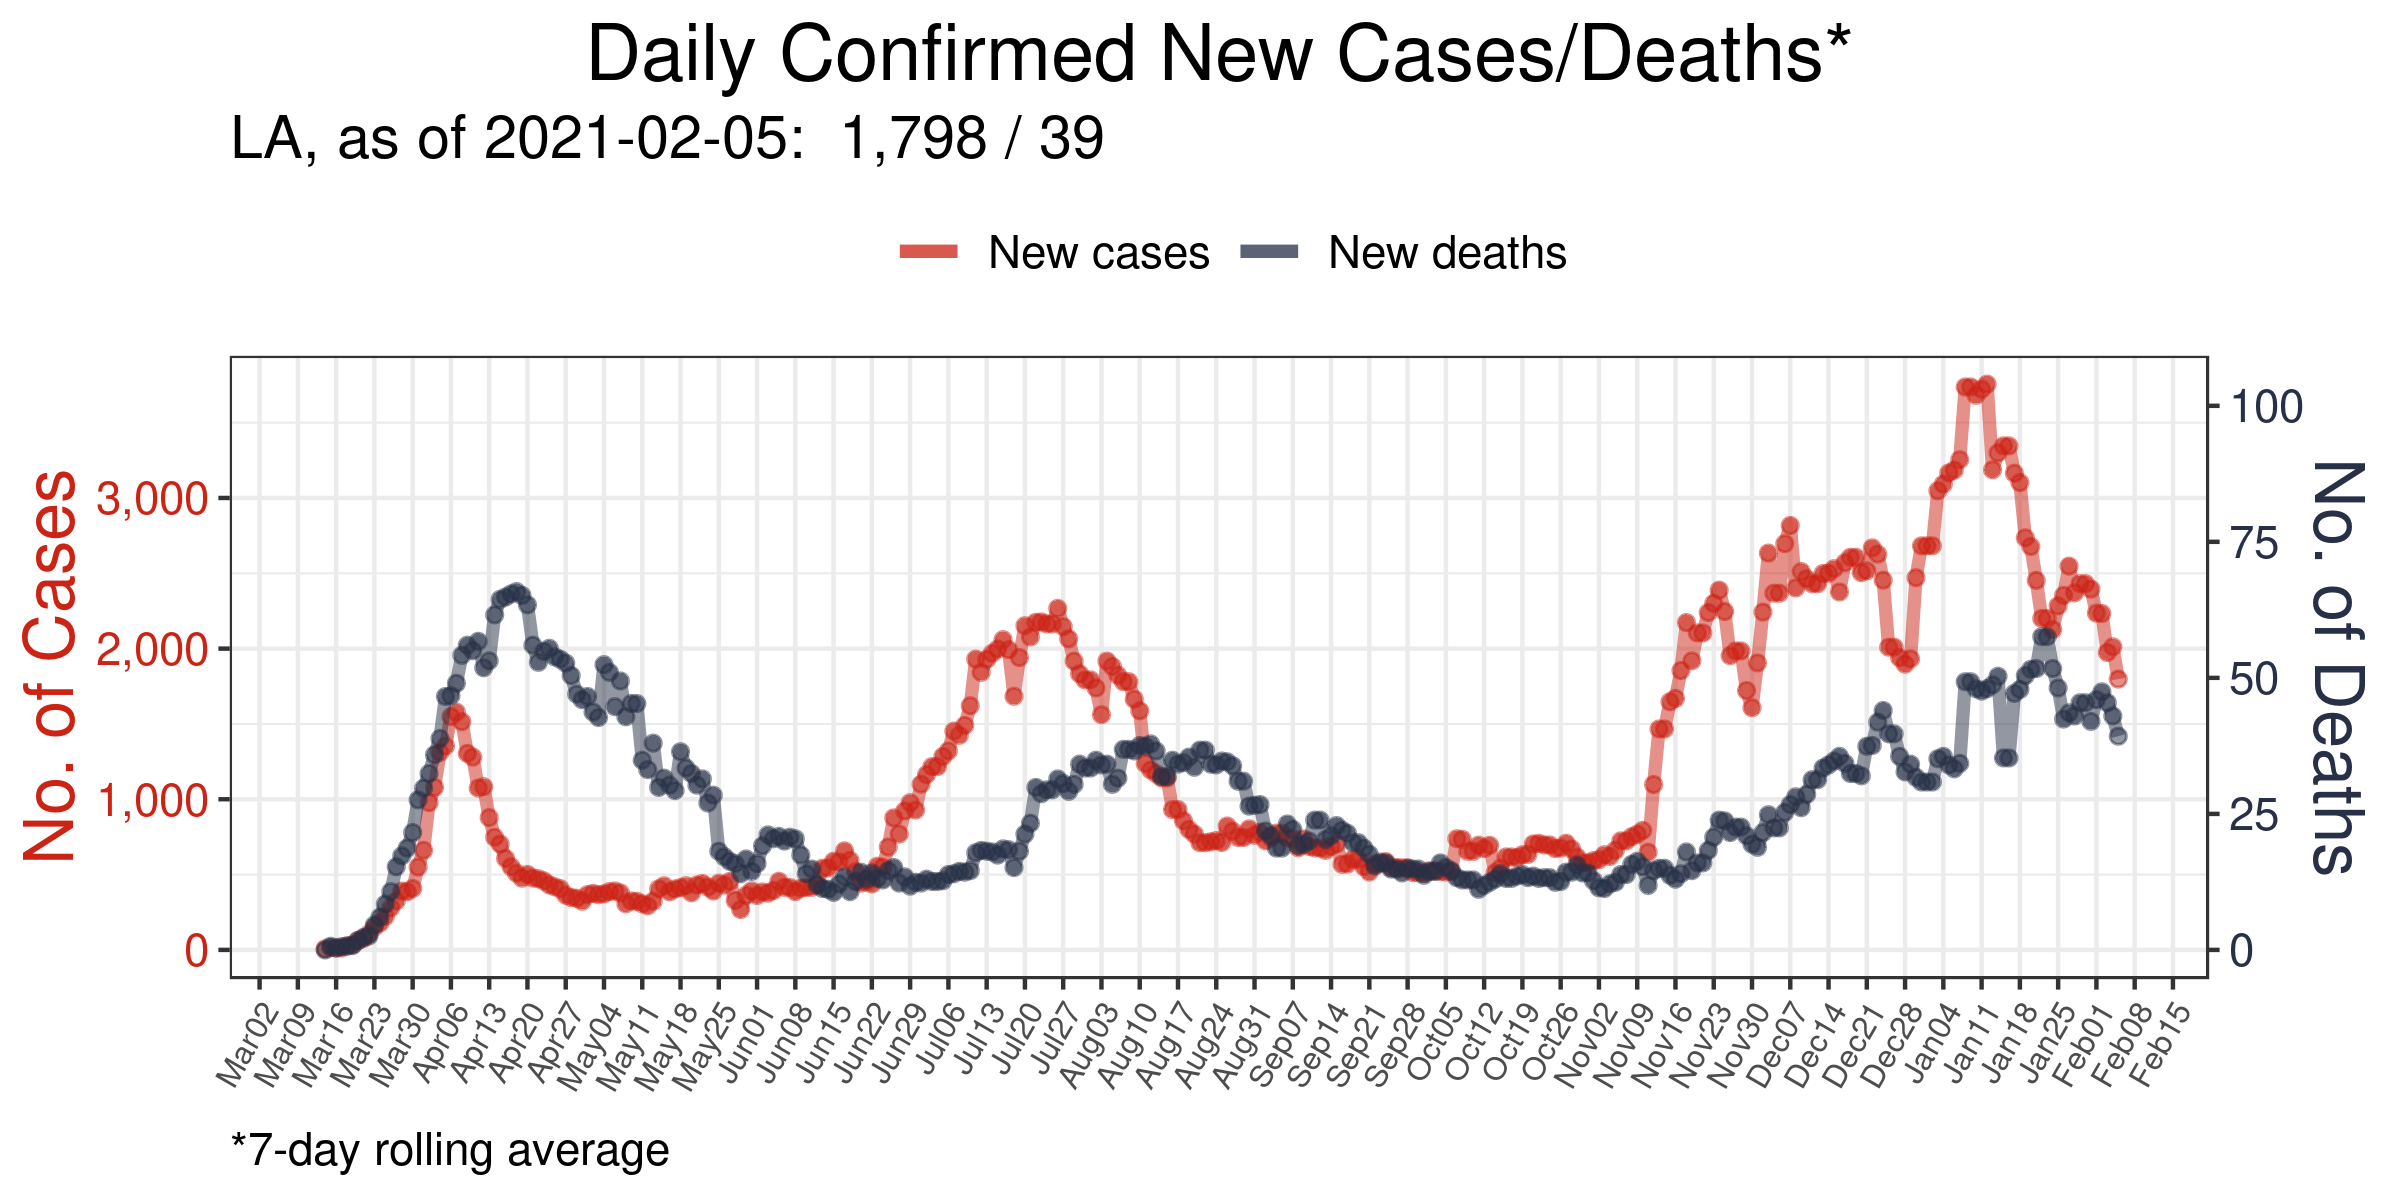 Daily Confirmed New Cases/Deaths*
LA, as of 2021-02-05:  1,798 / 39
New cases
New deaths
No. of Cases
3,000
2,000
1,000
0
100
75
50
25
0
No. of Deaths
Mar02
Mar09
Mar16
Mar23
Mar30
Apr06
Apr13
Apr20
Apr27
May04
May11
May18
May25
Jun01
Jun08
Jun15
Jun22
Jun29
Jul06
Jul13
Jul20
Jul27
Aug03
Aug10
Aug17
Aug24
Aug31
Sep07
Sep14
Sep21
Sep28
Oct05
Oct12
Oct19
Oct26
Nov02
Nov09
Nov16
Nov23
Nov30
Dec07
Dec14
Dec21
Dec28
Jan04
Jan11
Jan18
Jan25
Feb01
Feb08
Feb15
*7-day rolling average